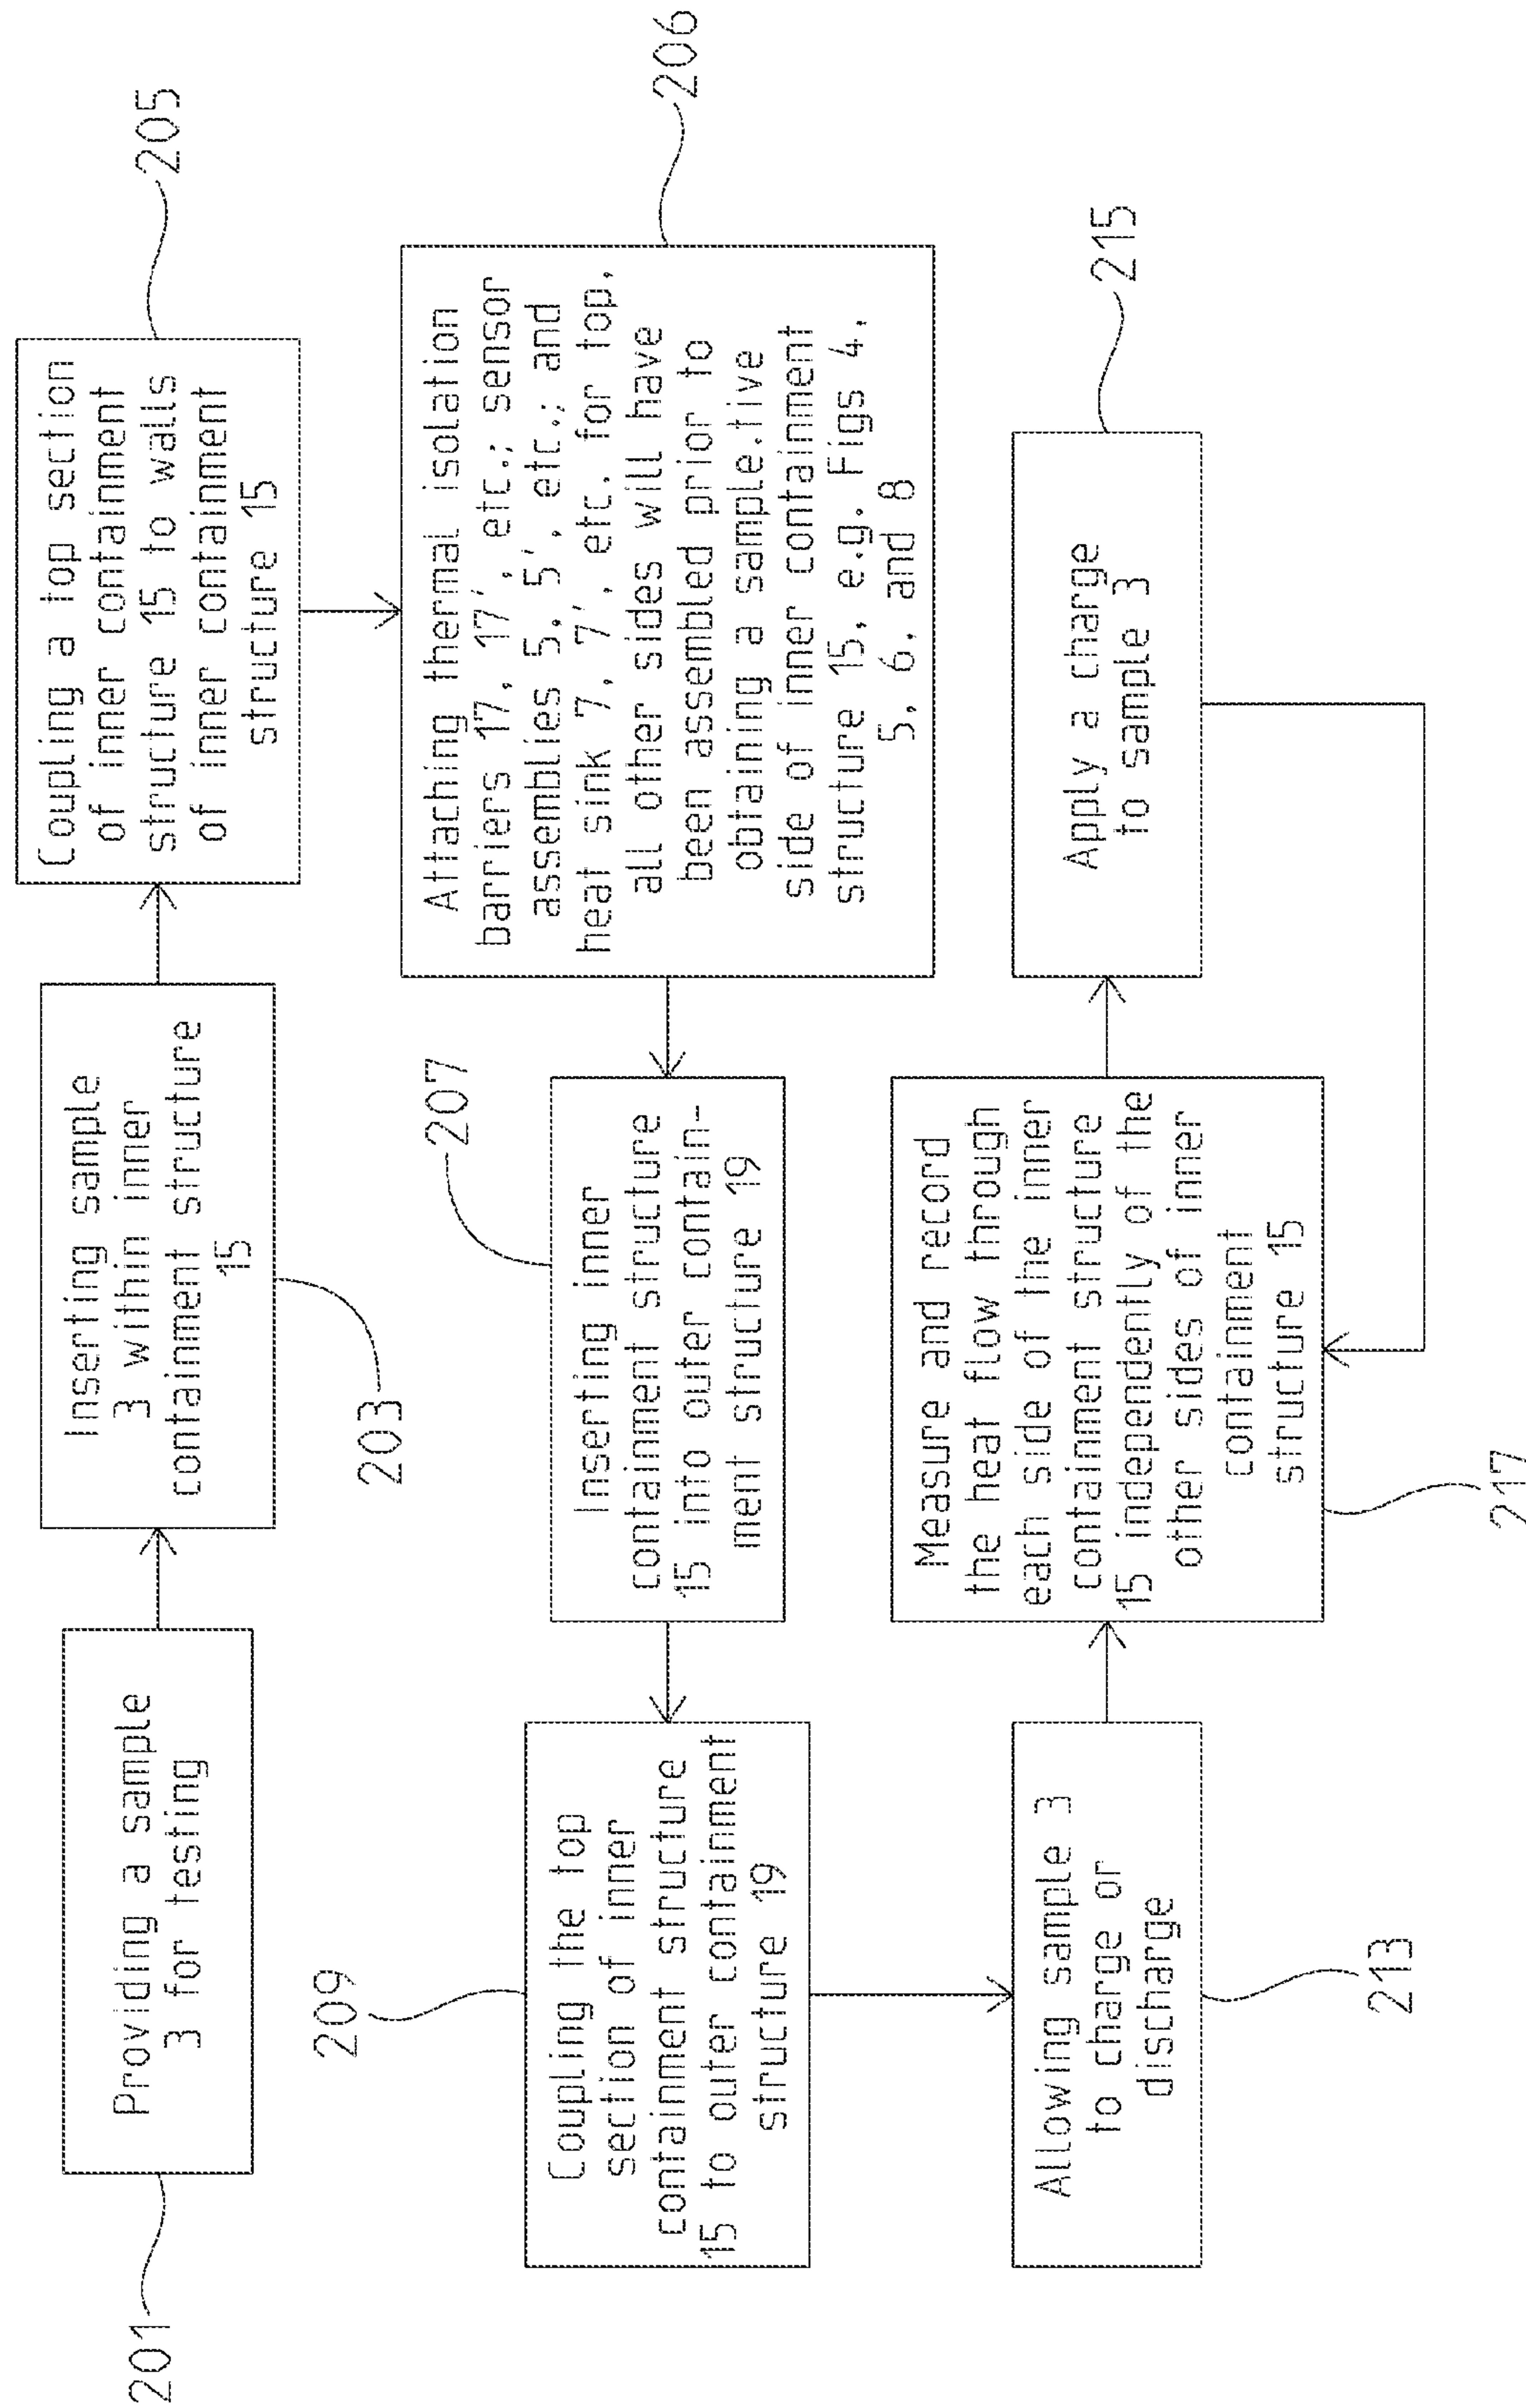 201
Providing a sample
3 for testing
Inserting sample
3 within inner
containment structure
15
203
Coupling a top section
of inner containment
structure 15 to walls
of inner containment
structure 15
205
Attaching thermal isolation
barriers 17, 17', etc.; sensor
assemblies 5, 5', etc.; and
heat sink 7, 7', etc. for top,
all other sides will have
been assembled prior to
obtaining a sample.tive
side of inner containment
structure 15, e.g. Figs 4,
5, 6, and 8
206
207
Inserting inner
containment structure
15 into outer contain-
ment structure 19
209
Coupling the top
section of inner
containment structure
15 to outer containment
structure 19
Allowing sample 3
to charge or
discharge
213
Measure and record
the heat flow through
each side of the inner
containment structure
15 independently of the
other sides of inner
containment
structure 15
217
Apply a charge
to sample 3
215